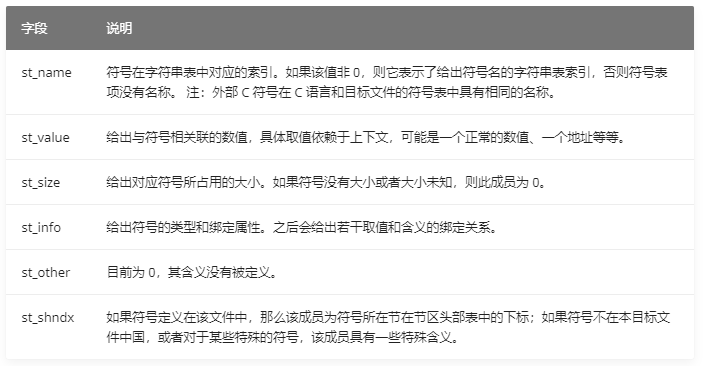 字段 说明
st_name 符号在字符串表中对应的索引。如果该值非 0，则它表示了给出符号名的字符串表索引，否则符号表
项没有名称。 注：外部 C 符号在 C 语言和目标文件的符号表中具有相同的名称。
st_value 给出与符号相关联的数值，具体取值依赖于上下文，可能是一个正常的数值、一个地址等等。
st_size 给出对应符号所占用的大小。如果符号没有大小或者大小未知，则此成员为 0。
st_info 给出符号的类型和绑定属性。之后会给出若干取值和含义的绑定关系。
st_other 目前为 0，其含义没有被定义。
st_shndx 如果符号定义在该文件中，那么该成员为符号所在节在节区头部表中的下标；如果符号不在本目标文
件中国，或者对于某些特殊的符号，该成员具有一些特殊含义。